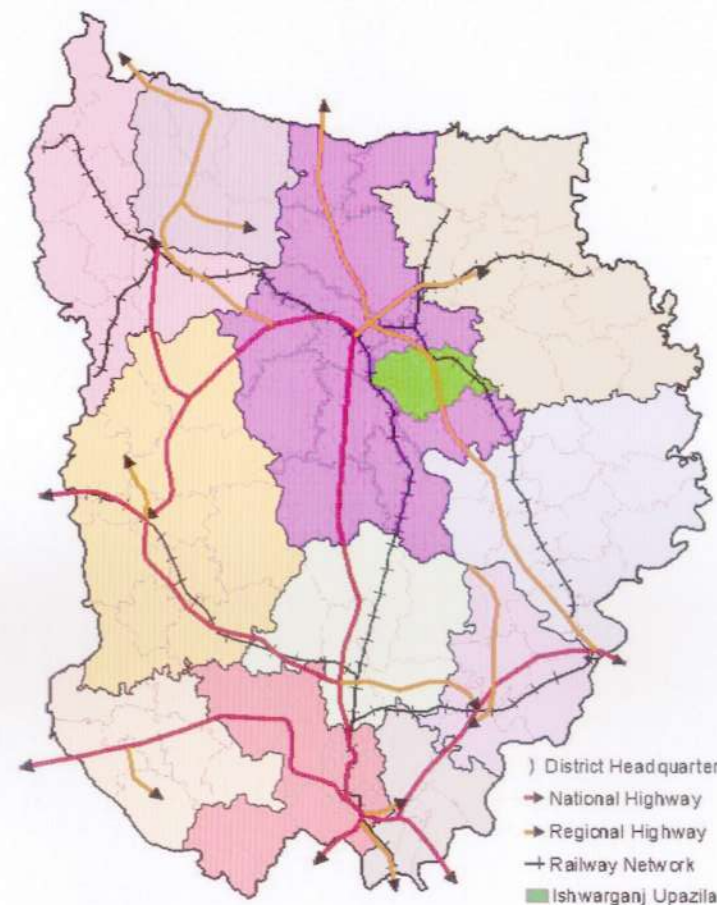 ) District Headquarter
National Highway
Regional Highway
Railway Network
Ishwarganj Upazila